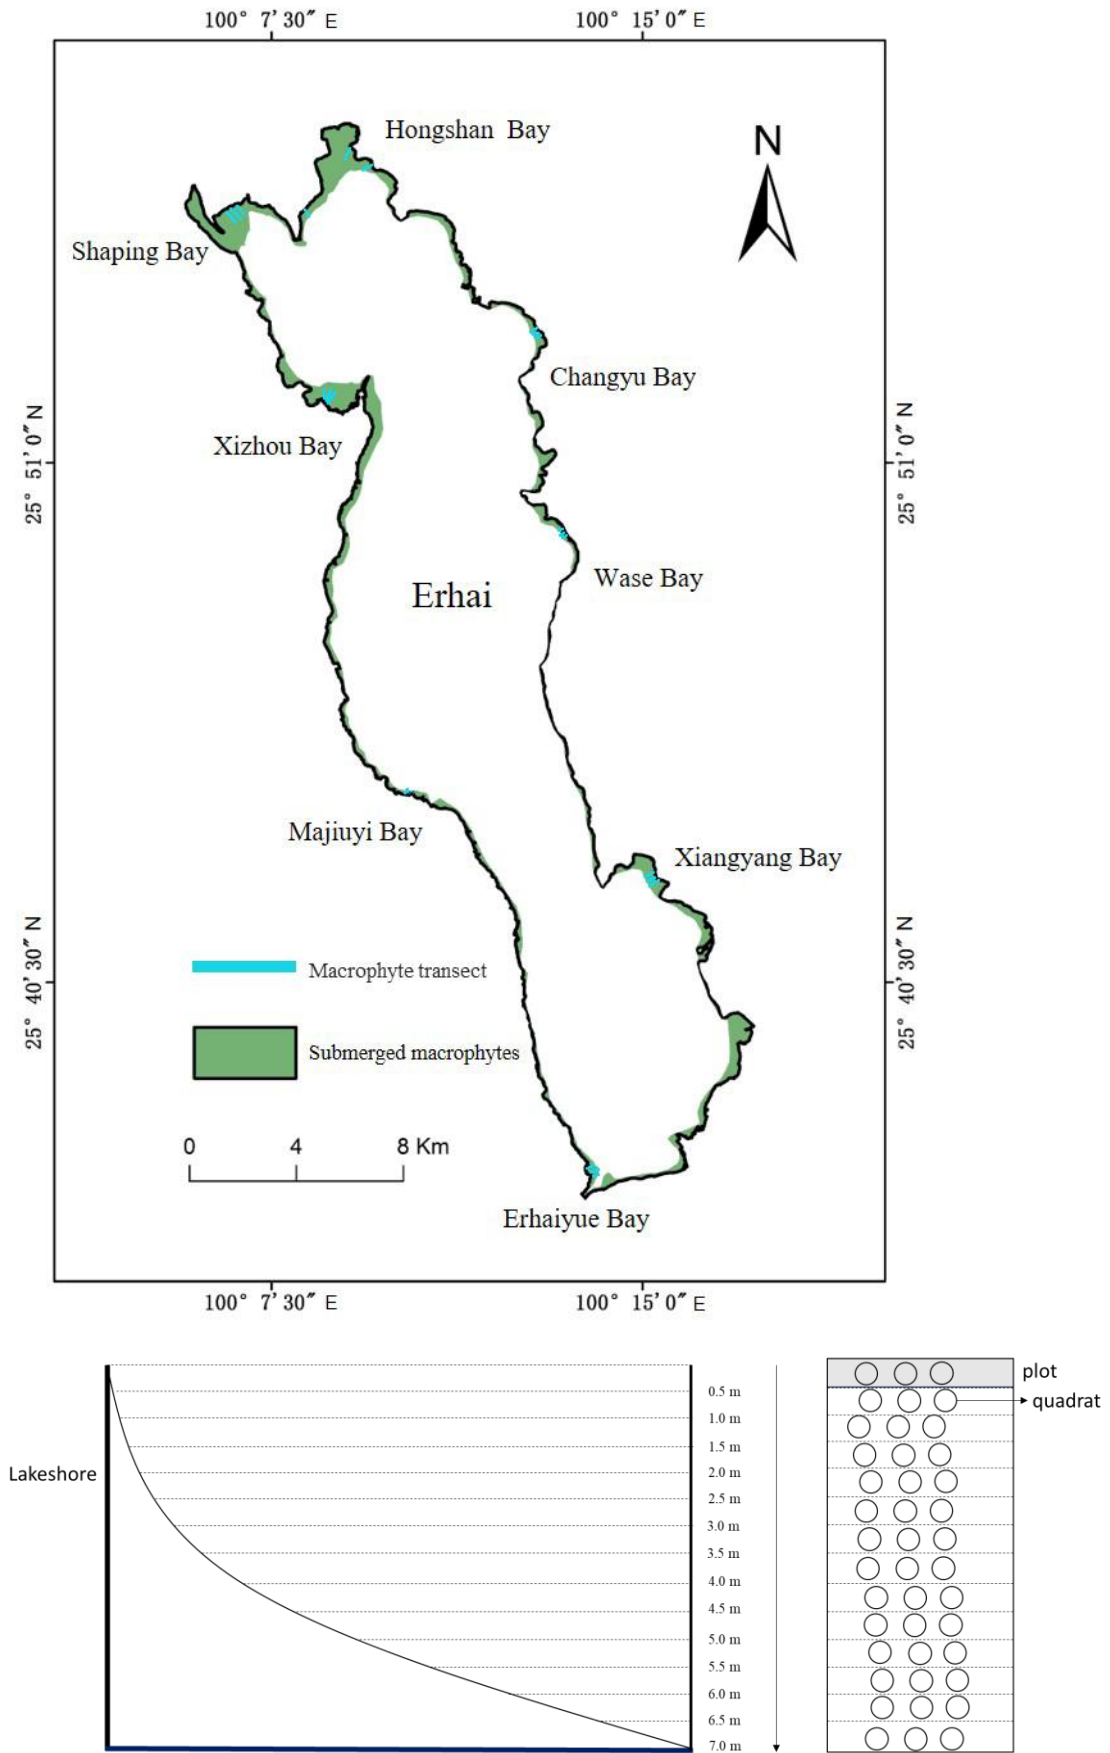 100° 7′30″ E
100° 15′0″ E
N
Hongshan Bay
Shaping Bay
Changyu Bay
Xizhou Bay
25° 51′0″ N
25° 51′0″ N
Wase Bay
Erhai
Majiuyi Bay
Xiangyang Bay
25° 40′30″ N
25° 40′30″ N
Macrophyte transect
Submerged macrophytes
0 4 8 Km
Erhaiyue Bay
100° 7′30″ E
100° 15′0″ E
plot
quadrat
Lakeshore
0.5 m
1.0 m
1.5 m
2.0 m
2.5 m
3.0 m
3.5 m
4.0 m
4.5 m
5.0 m
5.5 m
6.0 m
6.5 m
7.0 m